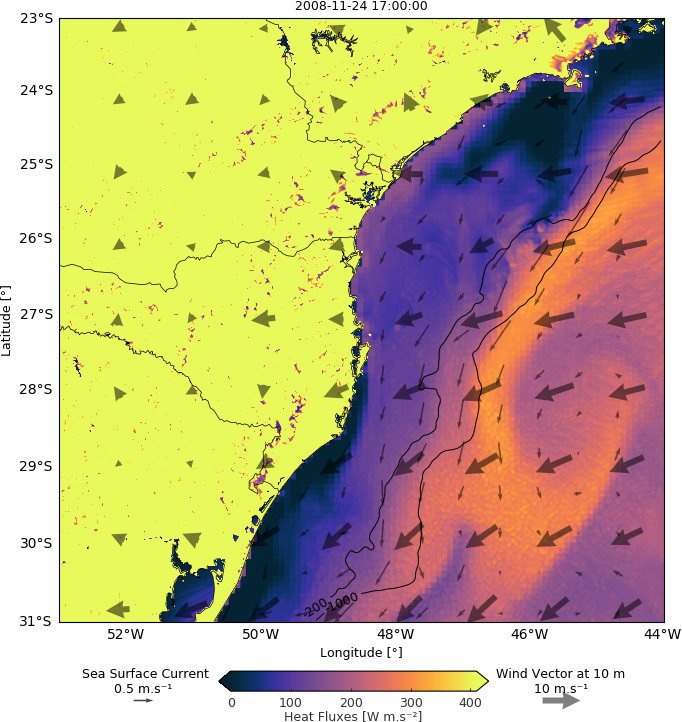 2008-11-24 17:00:00
23°S
24°S
25°S
26°S
27°S
28°S
29°S
30°S
31°S
Latitude [°]
200
1000
52°W 50°W 48°W 46°W 44°W
Longitude [°]
Sea Surface Current
0.5 m.s⁻¹
Wind Vector at 10 m
10 m.s⁻¹
0 100 200 300 400
Heat Fluxes [W m.s⁻²]